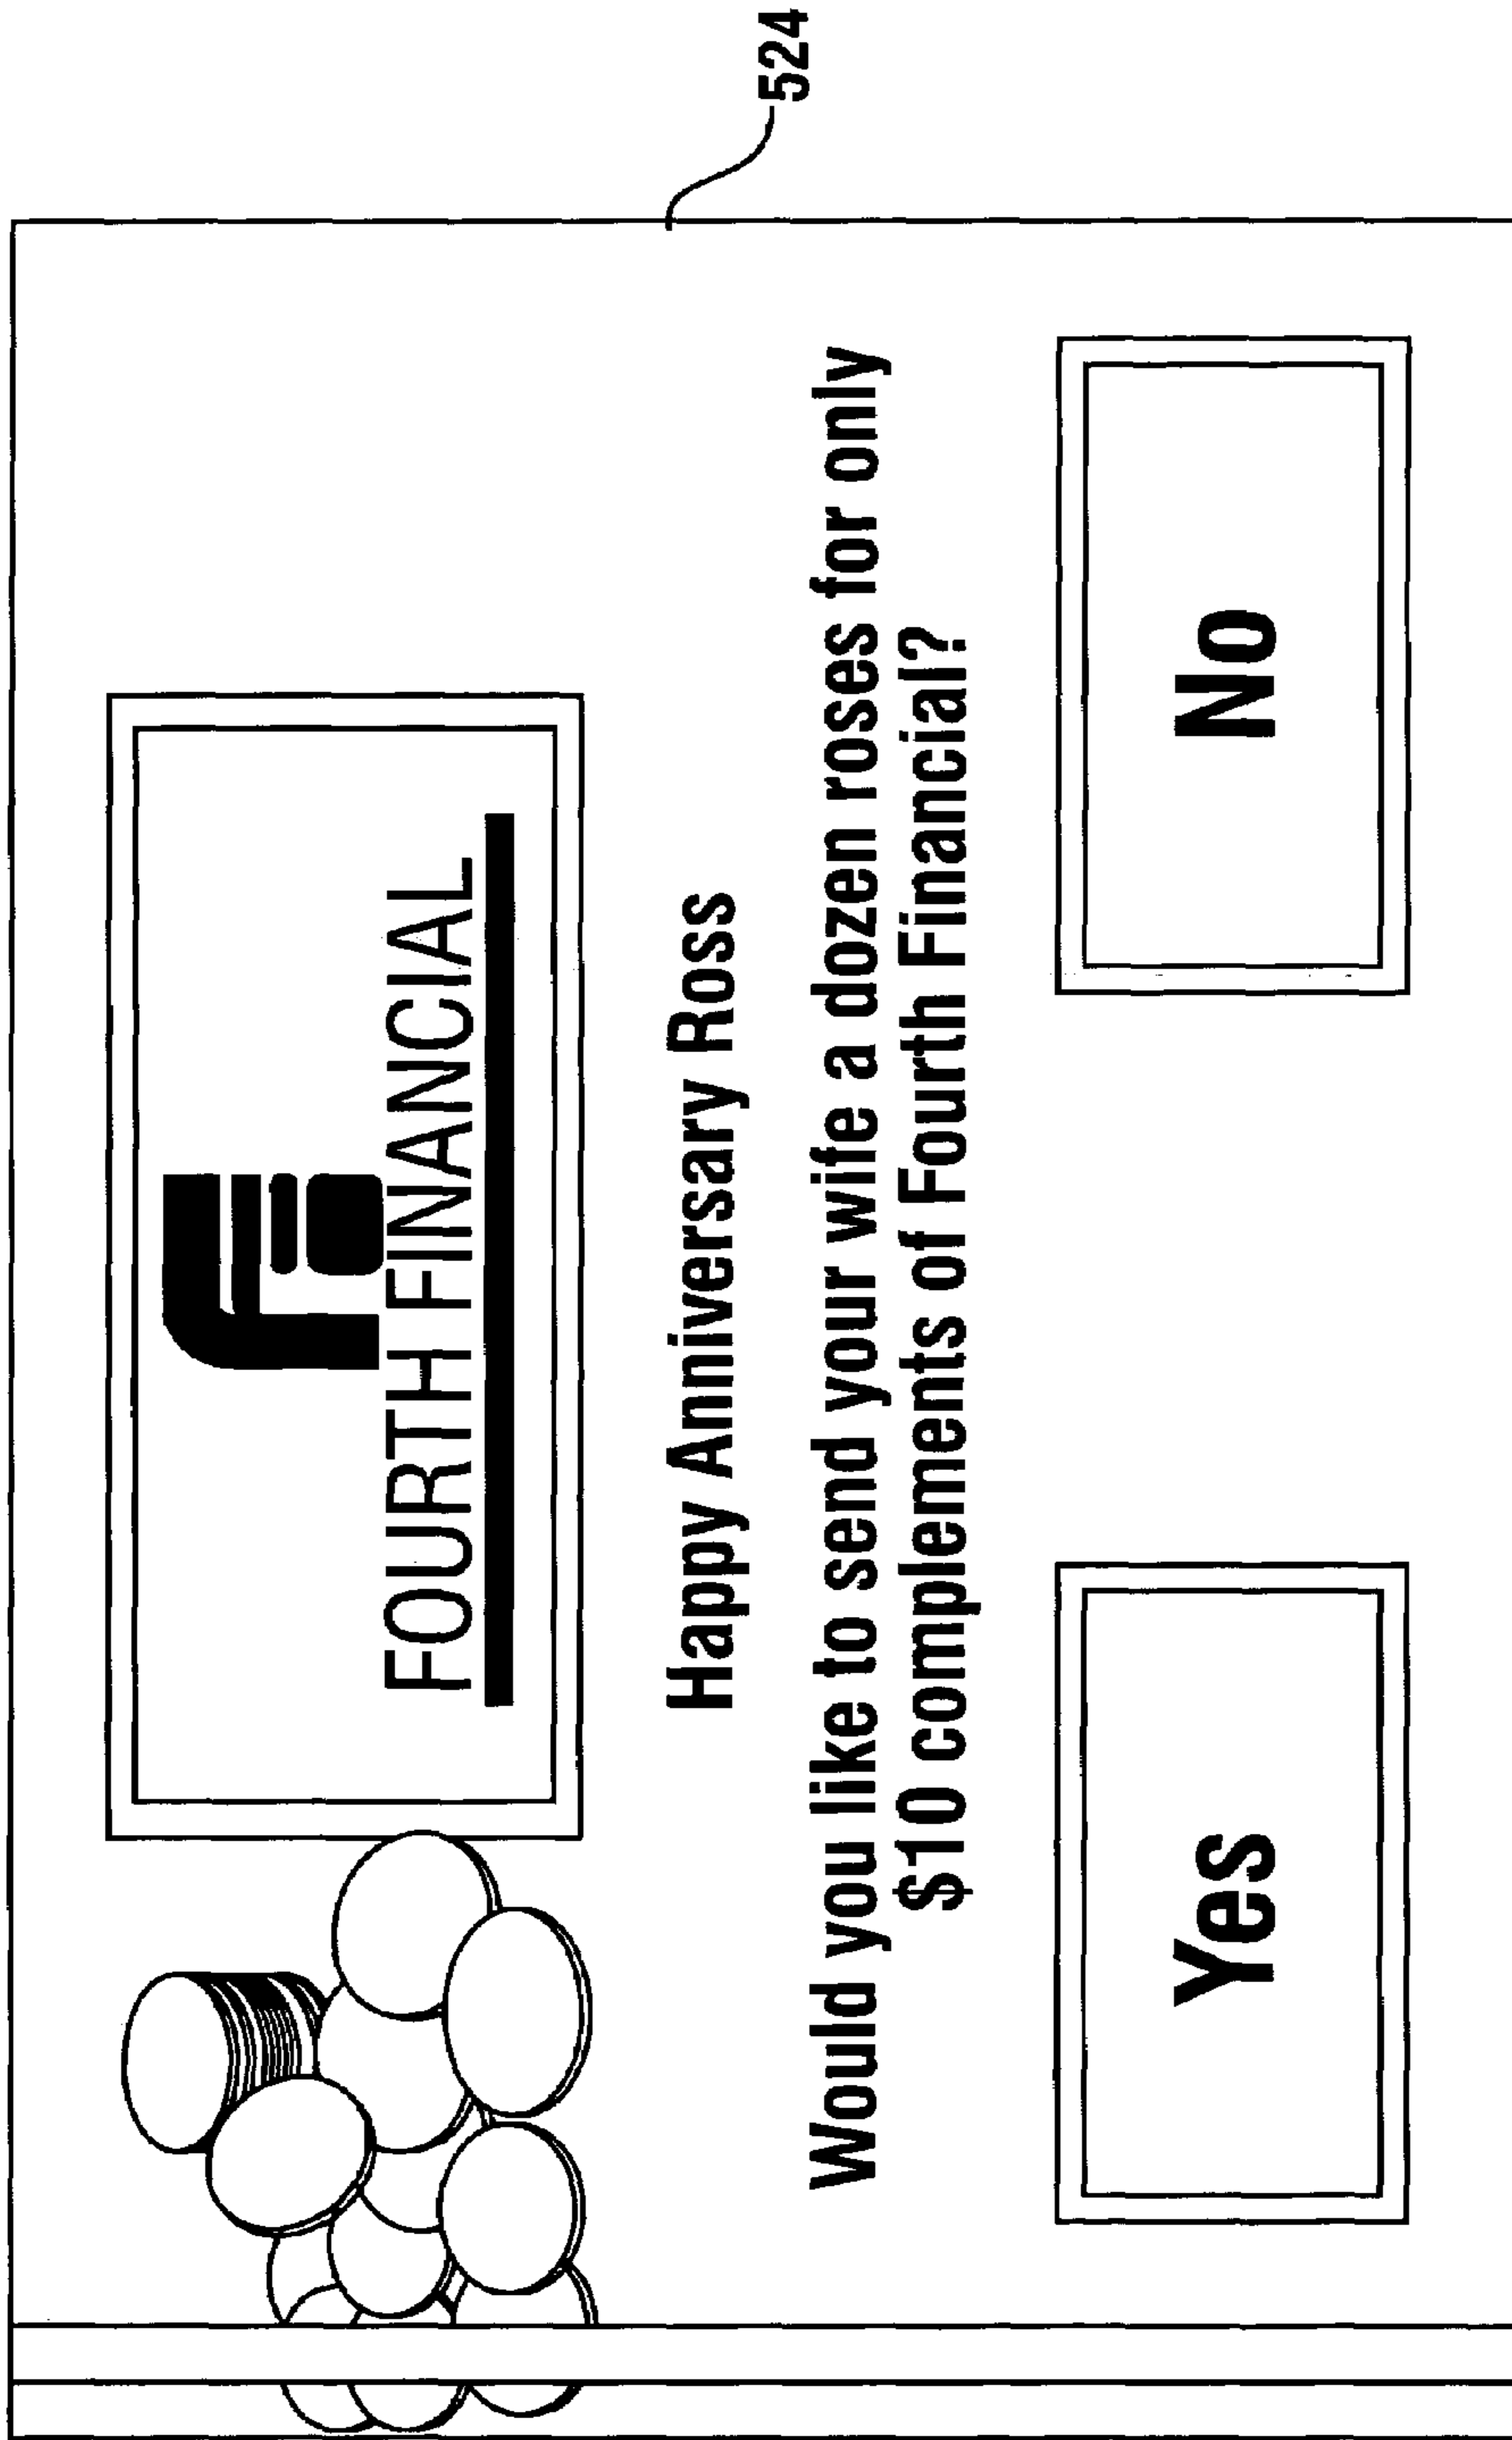 FOURTH FINANCIAL
Happy Anniversary Ross
Would you like to send your wife a dozen roses for only
$10 complements of Fourth Financial?
Yes
No
524